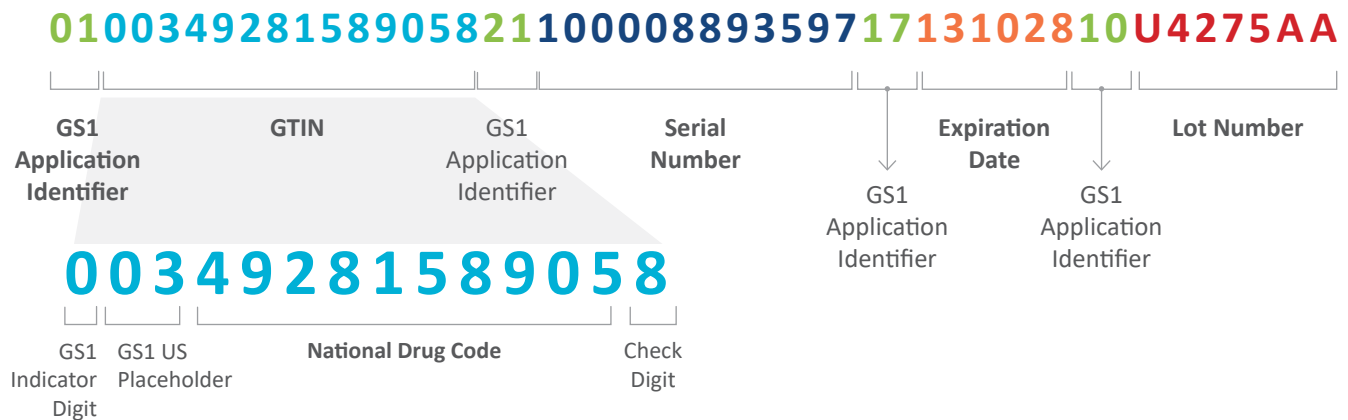 0100349281589058211000088935971713102810U4275AA
GS1
Application
Identifier
GTIN
GS1
Application
Identifier
Serial
Number
Expiration
Date
Lot Number
GS1
Application
Identifier
GS1
Application
Identifier
00349281589058
GS1
Indicator
Digit
GS1 US
Placeholder
National Drug Code
Check
Digit